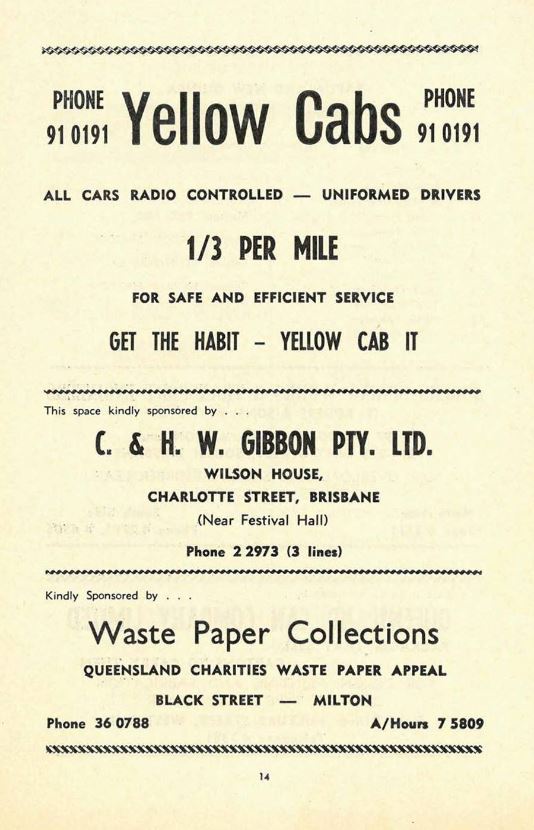 PHONE Yellow Cabs PHONE
91 0191 91 0191
ALL CARS RADIO CONTROLLED — UNIFORMED DRIVERS
1/3 PER MILE
FOR SAFE AND EFFICIENT SERVICE
GET THE HABIT – YELLOW CAB IT
This space kindly sponsored by . . .
C. & H. W. GIBBON PTY. LTD.
WILSON HOUSE,
CHARLOTTE STREET, BRISBANE
(Near Festival Hall)
Phone 2 2973 (3 lines)
Kindly Sponsored by . . .
Waste Paper Collections
QUEENSLAND CHARITIES WASTE PAPER APPEAL
BLACK STREET — MILTON
Phone 36 0788 A/Hours 7 5809
14